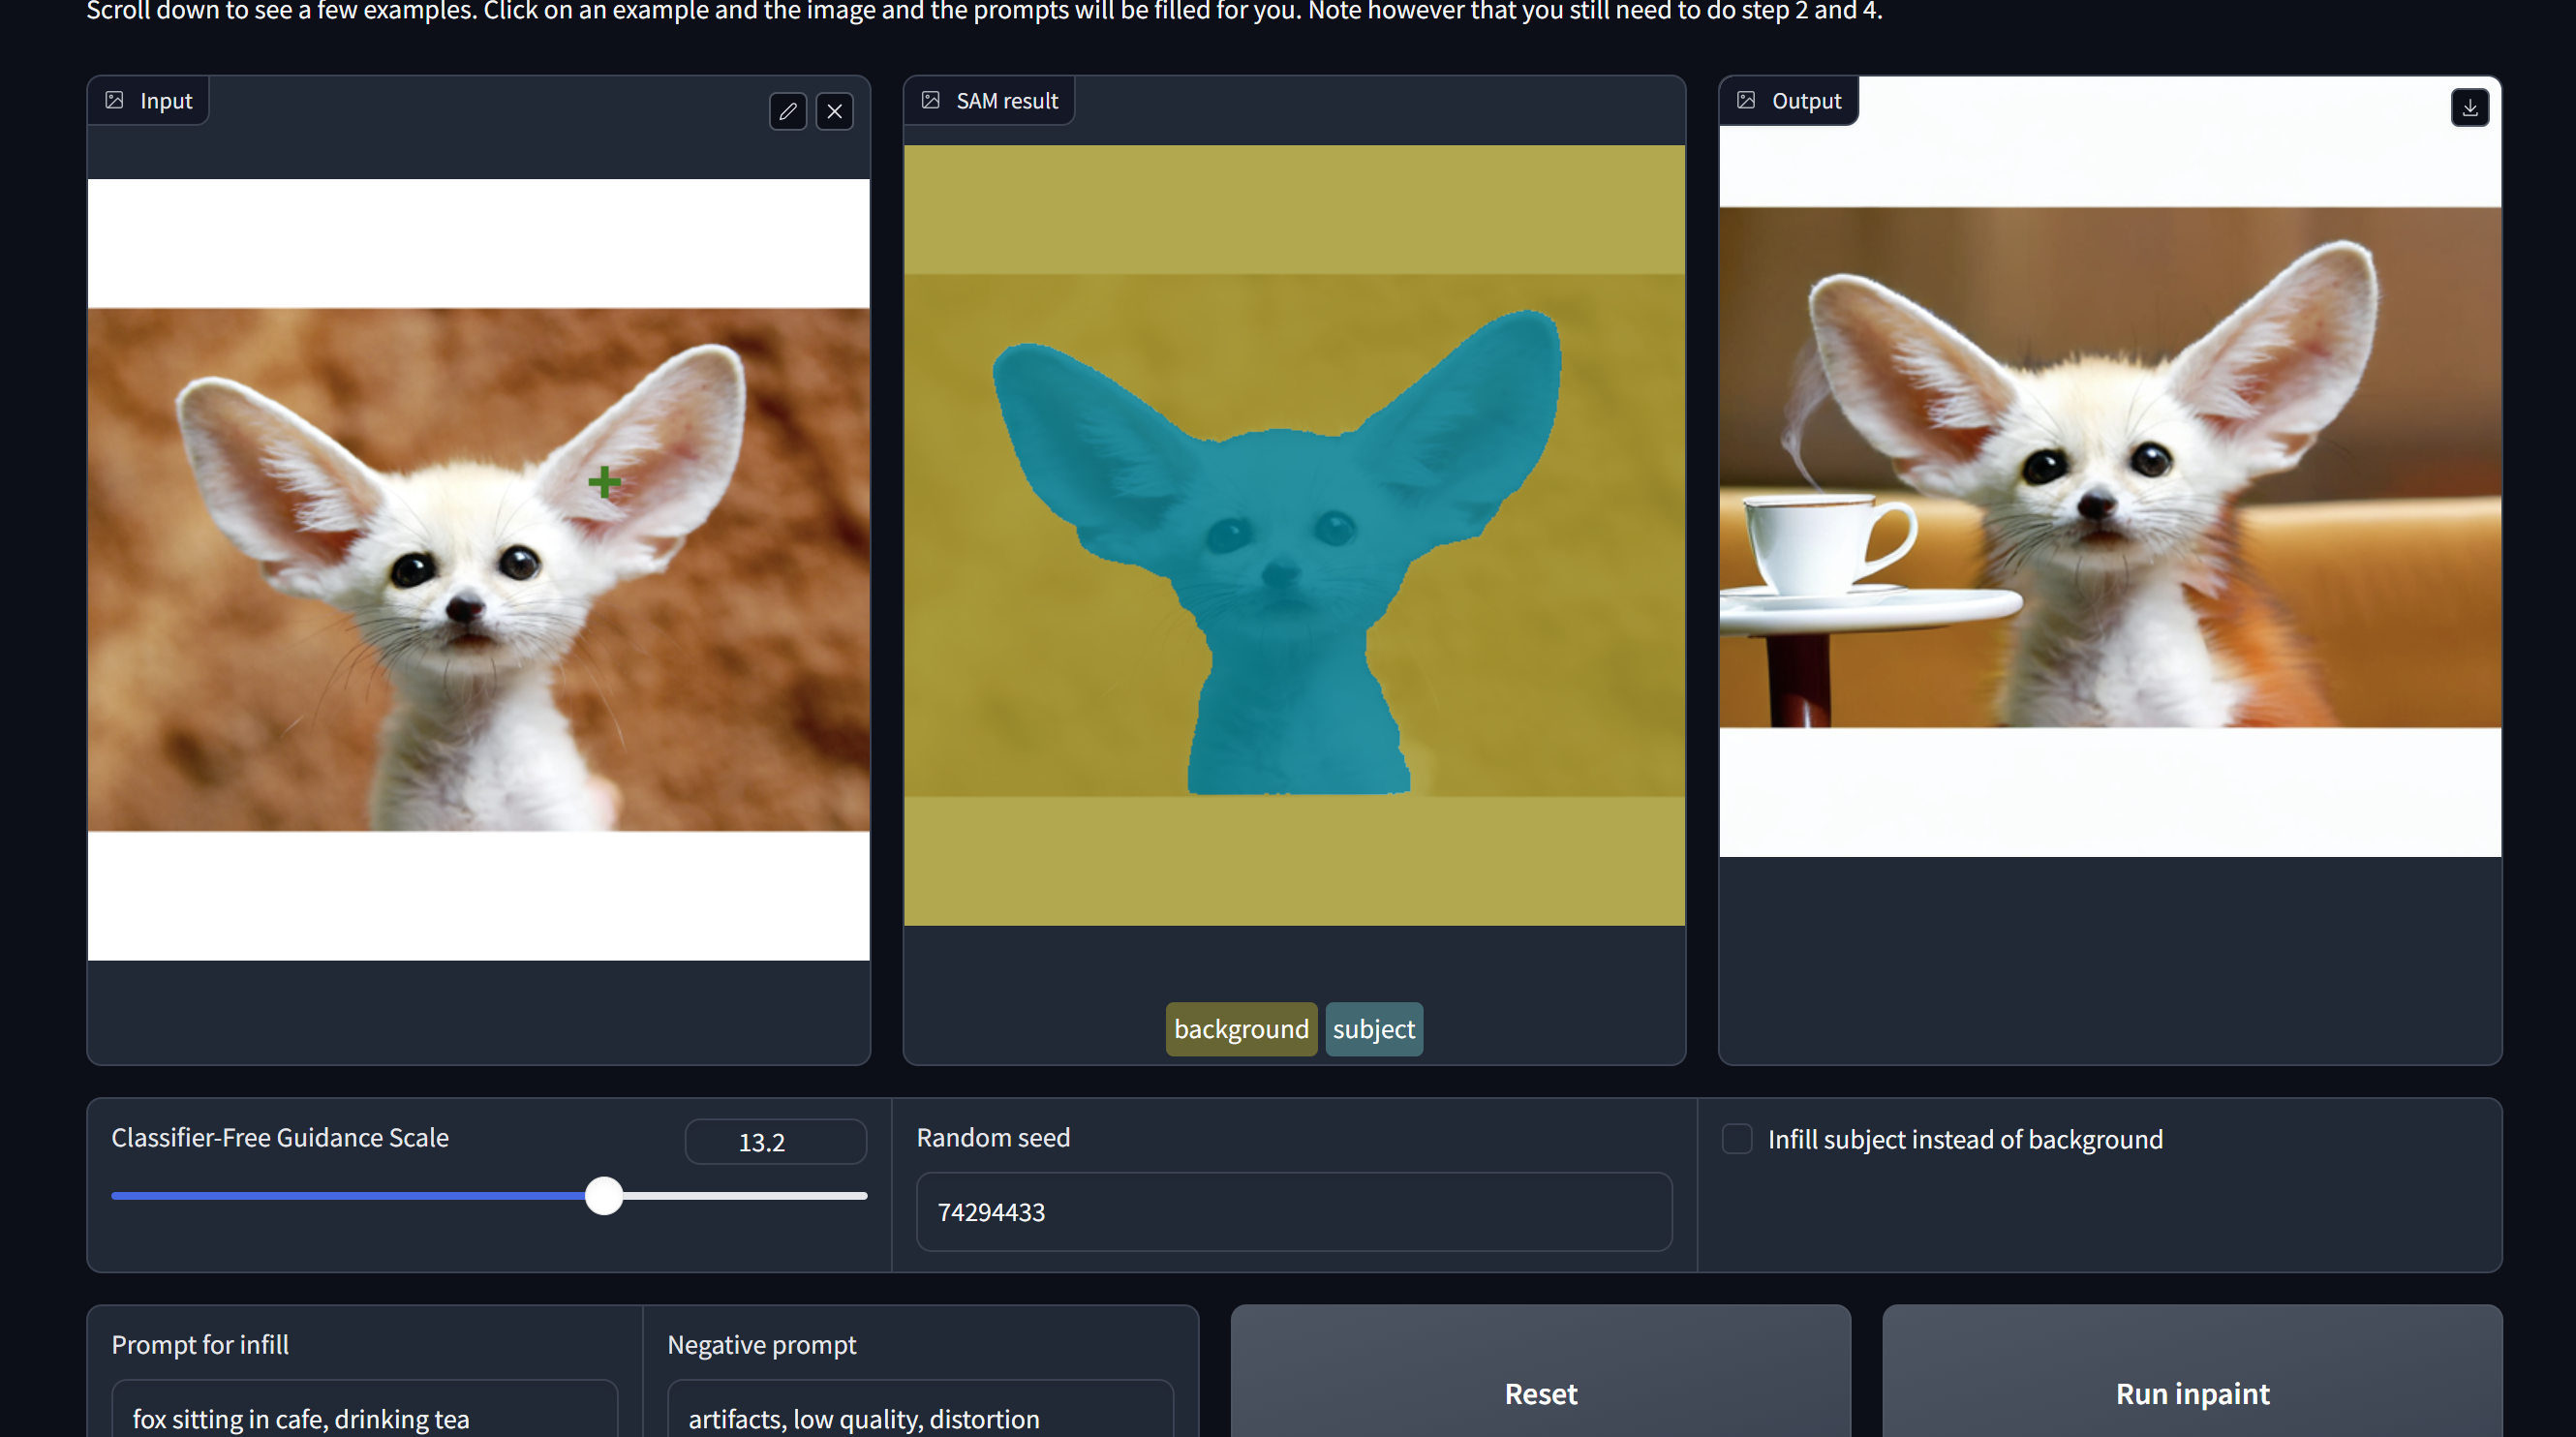 Scroll down to see a few examples. Click on an example and the image and the prompts will be filled for you. Note however that you still need to do step 2 and 4.
Input
SAM result
Output
background subject
Classifier-Free Guidance Scale
13.2
Random seed
74294433
Infill subject instead of background
Prompt for infill
fox sitting in cafe, drinking tea
Negative prompt
artifacts, low quality, distortion
Reset
Run inpaint